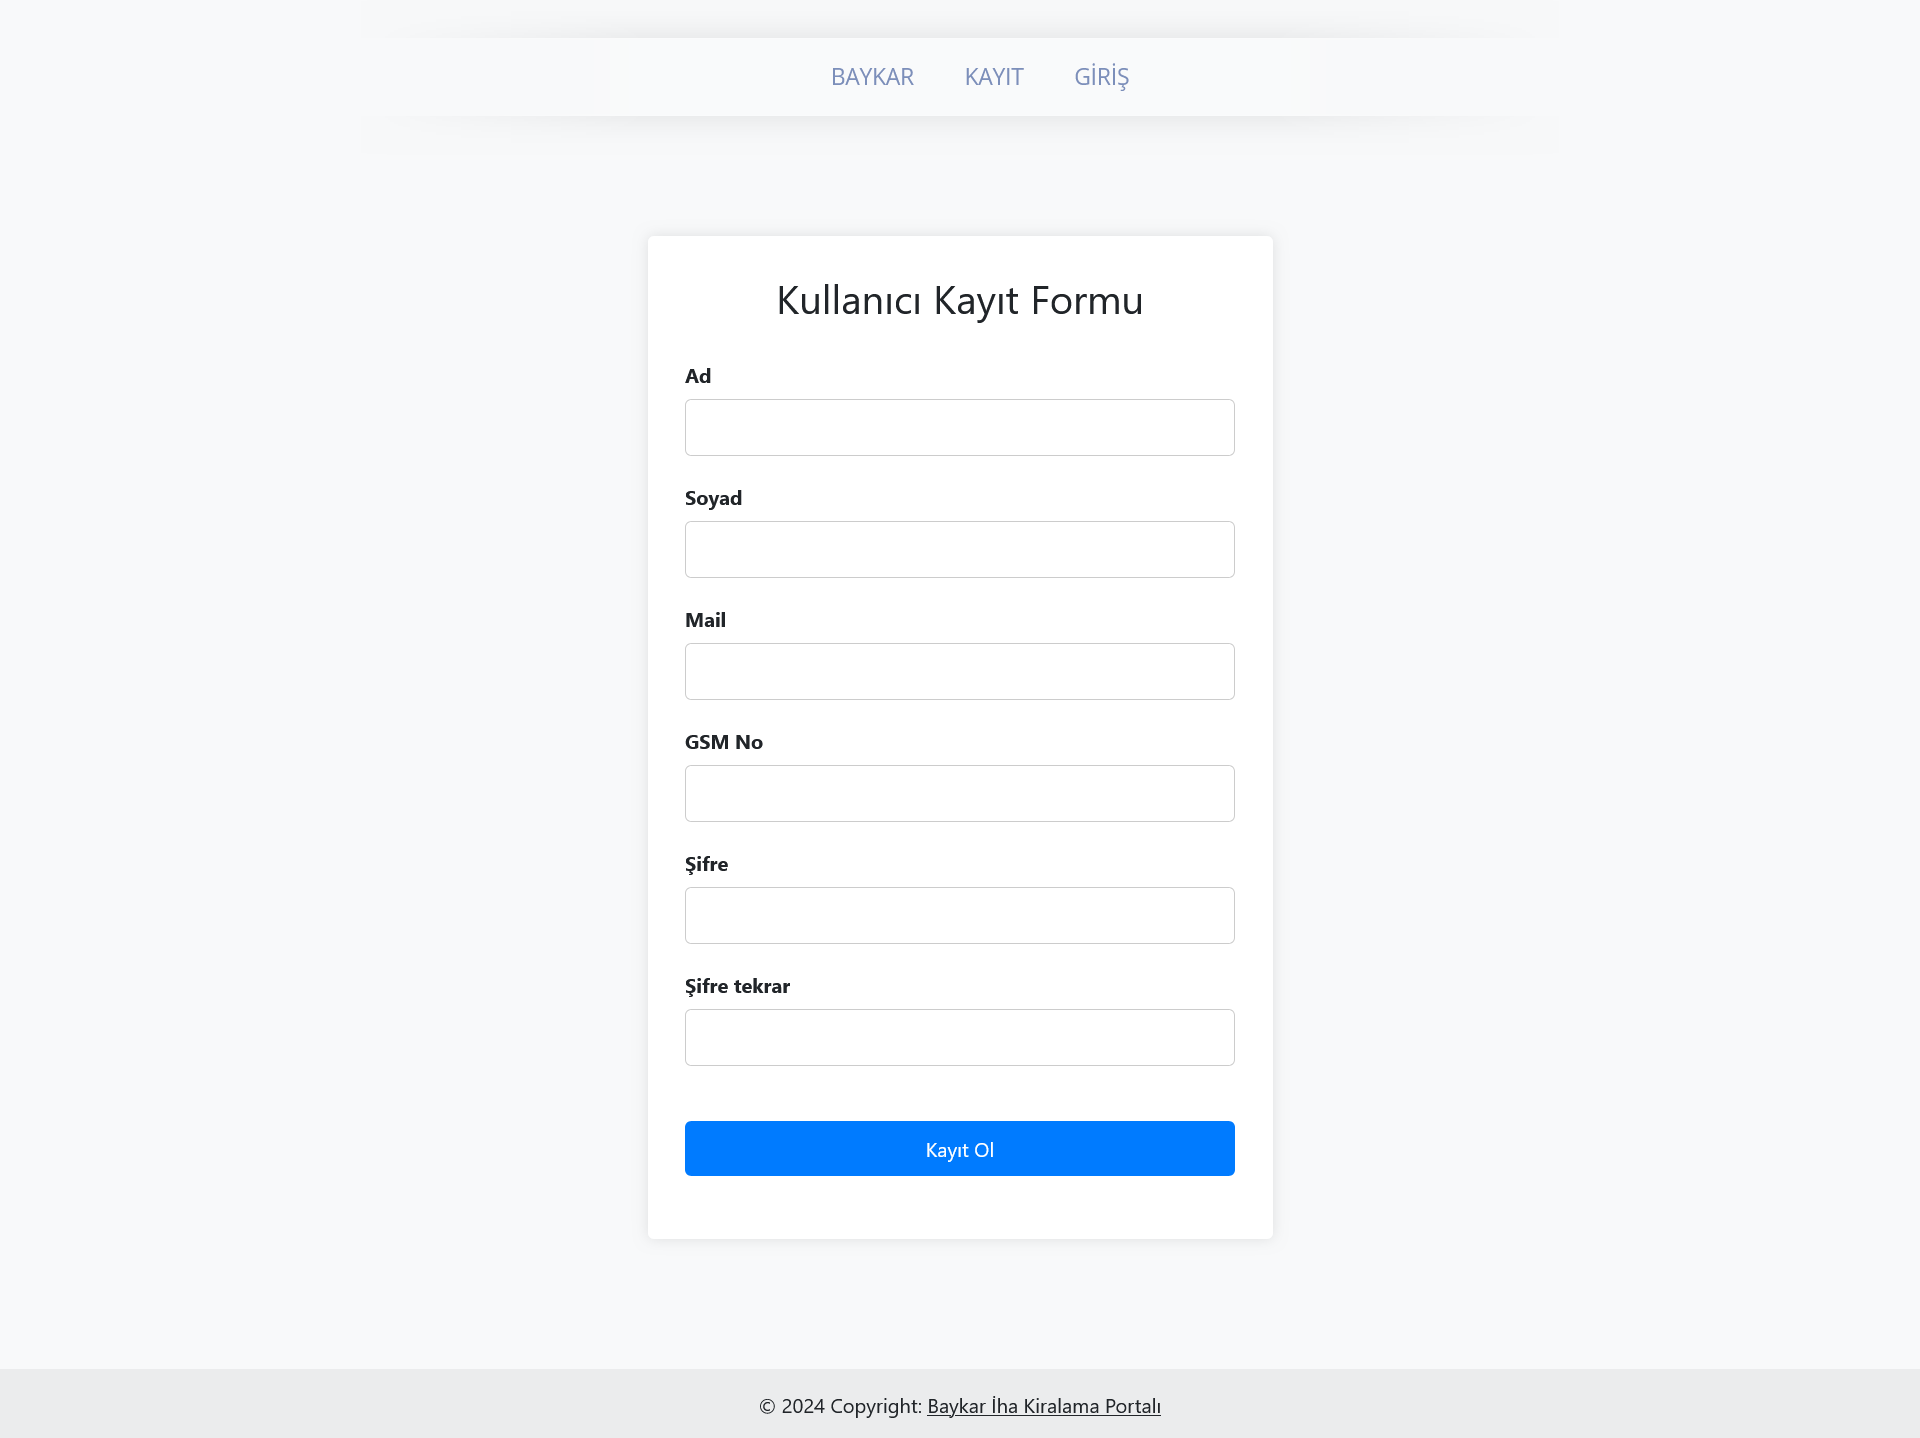 BAYKAR KAYIT GİRİŞ
Kullanıcı Kayıt Formu
Ad
Soyad
Mail
GSM No
Şifre
Şifre tekrar
Kayıt Ol
© 2024 Copyright: Baykar İha Kiralama Portalı